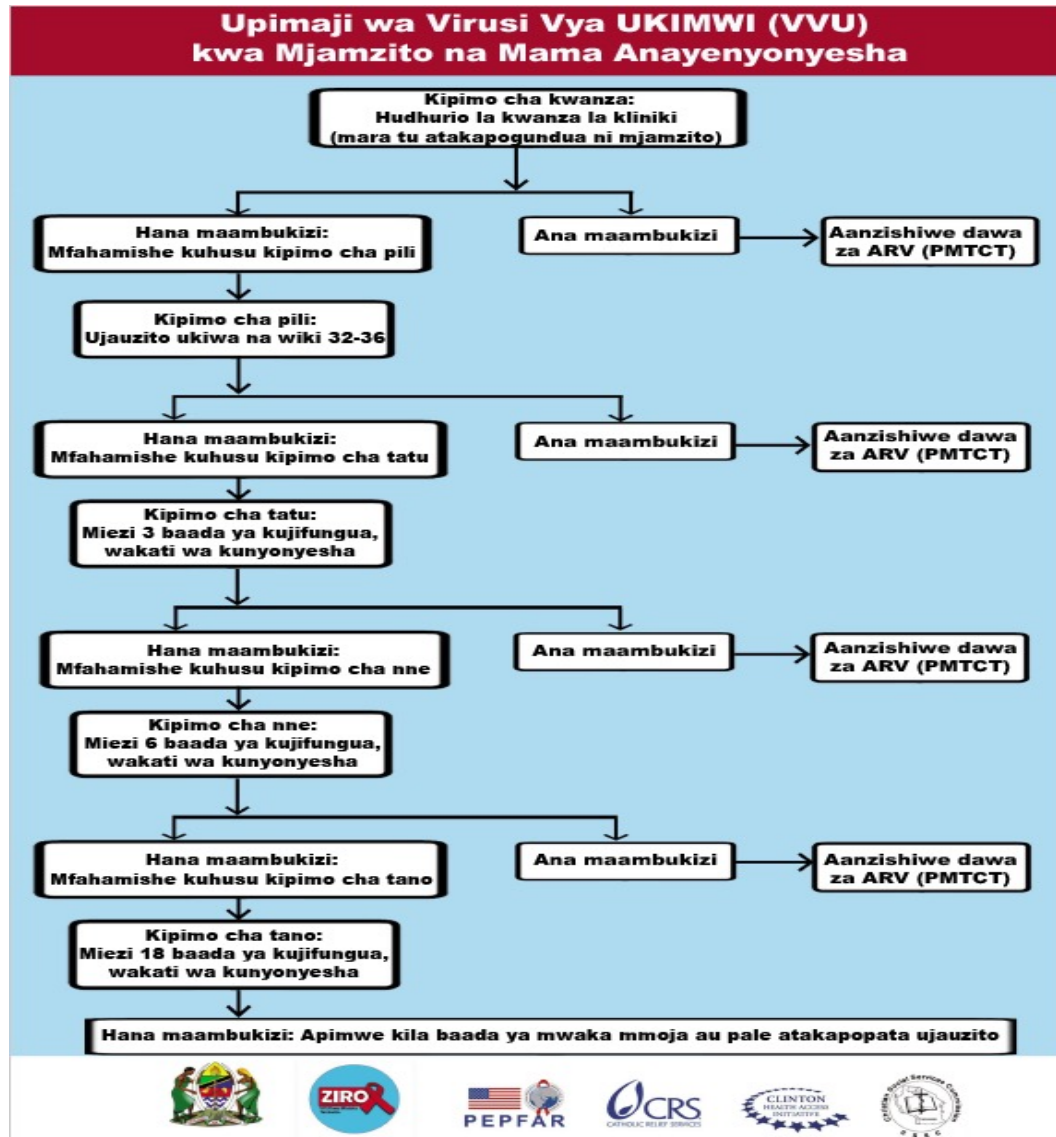 Upimaji wa Virusi Vya UKIMWI (VVU)
kwa Mjamzito na Mama Anayenyonyesha
Kipimo cha kwanza:
Hudhurio la kwanza la kliniki
(mara tu atakapogundua ni mjamzito)
Hana maambukizi:
Mfahamishe kuhusu kipimo cha pili
Ana maambukizi
Aanzishiwe dawa
za ARV (PMTCT)
Kipimo cha pili:
Ujauzito ukiwa na wiki 32-36
Hana maambukizi:
Mfahamishe kuhusu kipimo cha tatu
Ana maambukizi
Aanzishiwe dawa
za ARV (PMTCT)
Kipimo cha tatu:
Miezi 3 baada ya kujifungua,
wakati wa kunyonyesha
Hana maambukizi:
Mfahamishe kuhusu kipimo cha nne
Ana maambukizi
Aanzishiwe dawa
za ARV (PMTCT)
Kipimo cha nne:
Miezi 6 baada ya kujifungua,
wakati wa kunyonyesha
Hana maambukizi:
Mfahamishe kuhusu kipimo cha tano
Ana maambukizi
Aanzishiwe dawa
za ARV (PMTCT)
Kipimo cha tano:
Miezi 18 baada ya kujifungua,
wakati wa kunyonyesha
Hana maambukizi: Apimwe kila baada ya mwaka mmoja au pale atakapopata ujauzito
ZIRO
PEPFAR
CRS
CATHOLIC RELIEF SERVICES
CLINTON
HEALTH ACCESS
INITIATIVE
Christian Social Services Commission